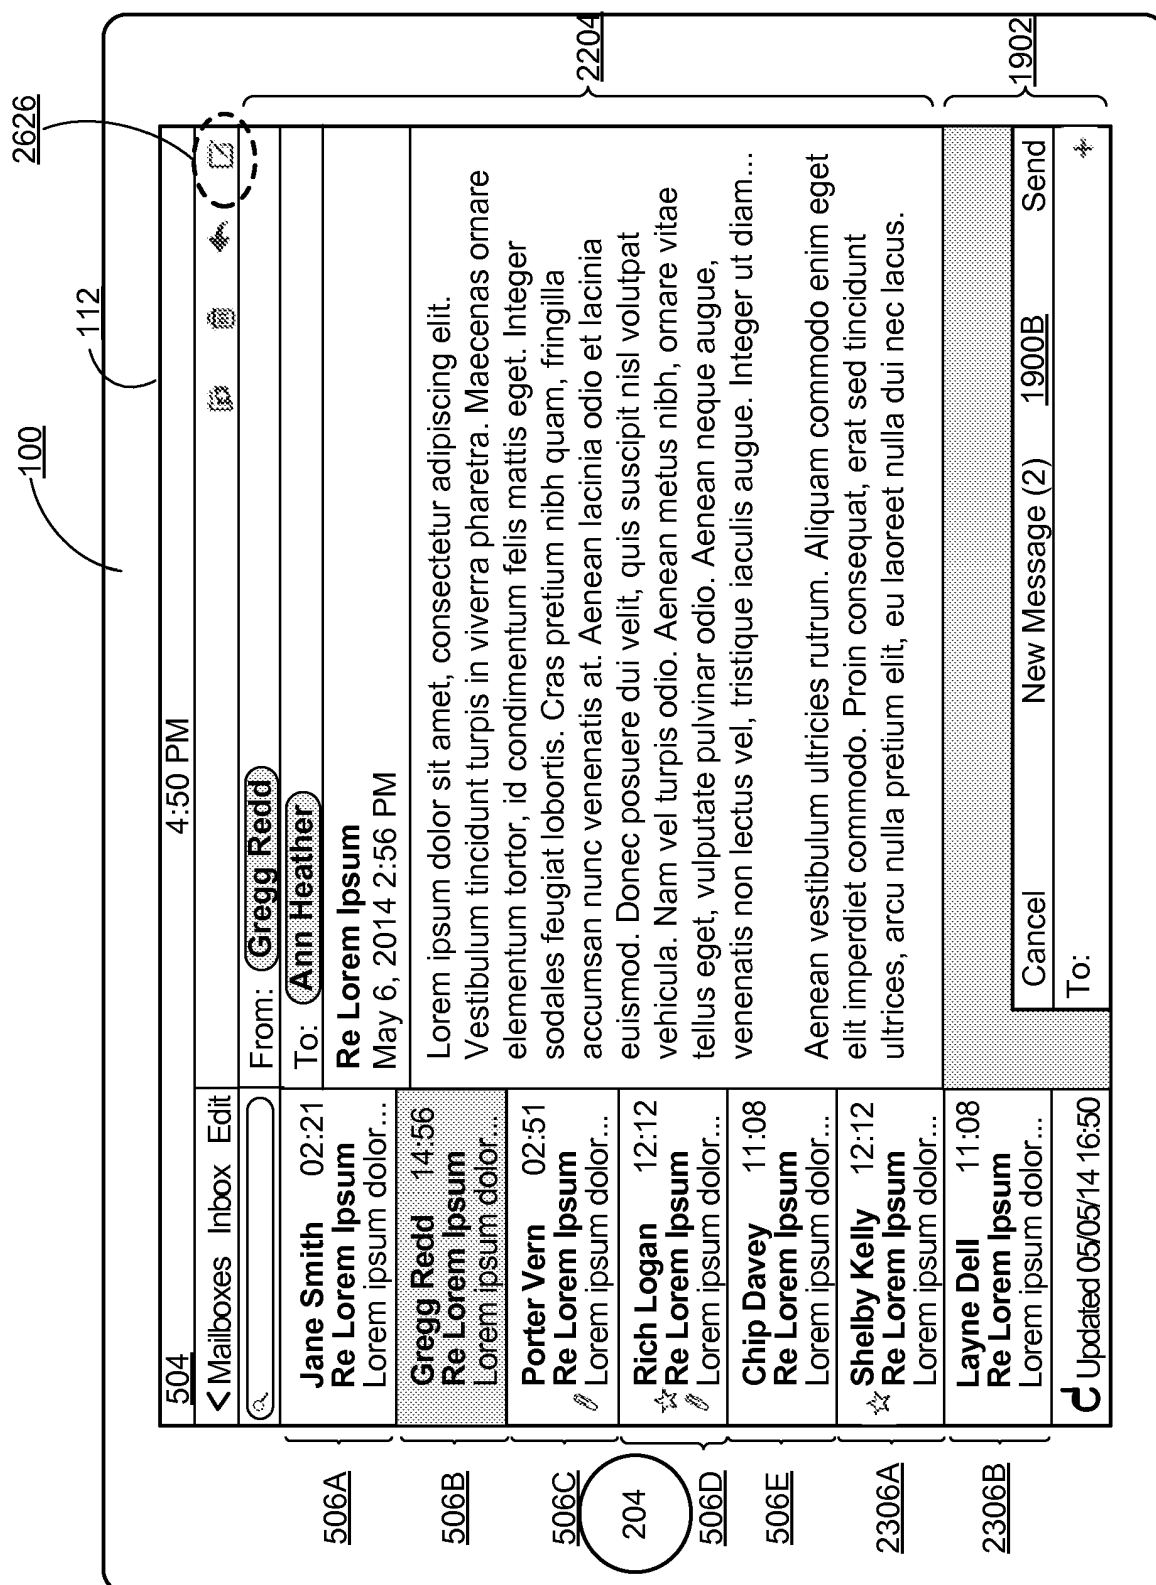 100
112
2626
504
4:50 PM
Mailboxes Inbox Edit
Jane Smith 02:21
Re Lorem Ipsum
Lorem ipsum dolor...
Gregg Redd 14:56
Re Lorem Ipsum
Lorem ipsum dolor...
Porter Vern 02:51
Re Lorem Ipsum
Lorem ipsum dolor...
Rich Logan 12:12
Re Lorem Ipsum
Lorem ipsum dolor...
Chip Davey 11:08
Re Lorem Ipsum
Lorem ipsum dolor...
Shelby Kelly 12:12
Re Lorem Ipsum
Lorem ipsum dolor...
Layne Dell 11:08
Re Lorem Ipsum
Lorem ipsum dolor...
Updated 05/05/14 16:50
From: Gregg Redd
To: Ann Heather
Re Lorem Ipsum
May 6, 2014 2:56 PM
Lorem ipsum dolor sit amet, consectetur adipiscing elit.
Vestibulum tincidunt turpis in viverra pharetra. Maecenas ornare
elementum tortor, id condimentum felis mattis eget. Integer
sodales feugiat lobortis. Cras pretium nibh quam, fringilla
accumsan nunc venenatis at. Aenean lacinia odio et lacinia
euismod. Donec posuere dui velit, quis suscipit nisl volutpat
vehicula. Nam vel turpis odio. Aenean metus nibh, ornare vitae
tellus eget, vulputate pulvinar odio. Aenean neque augue,
venenatis non lectus vel, tristique iaculis augue. Integer ut diam...
Aenean vestibulum ultricies rutrum. Aliquam commodo enim eget
elit imperdiet commodo. Proin consequat, erat sed tincidunt
ultrices, arcu nulla pretium elit, eu laoreet nulla dui nec lacus.
Cancel New Message (2) 1900B Send
To: +
506A
506B
506C
204
506D
506E
2306A
2306B
2204
1902